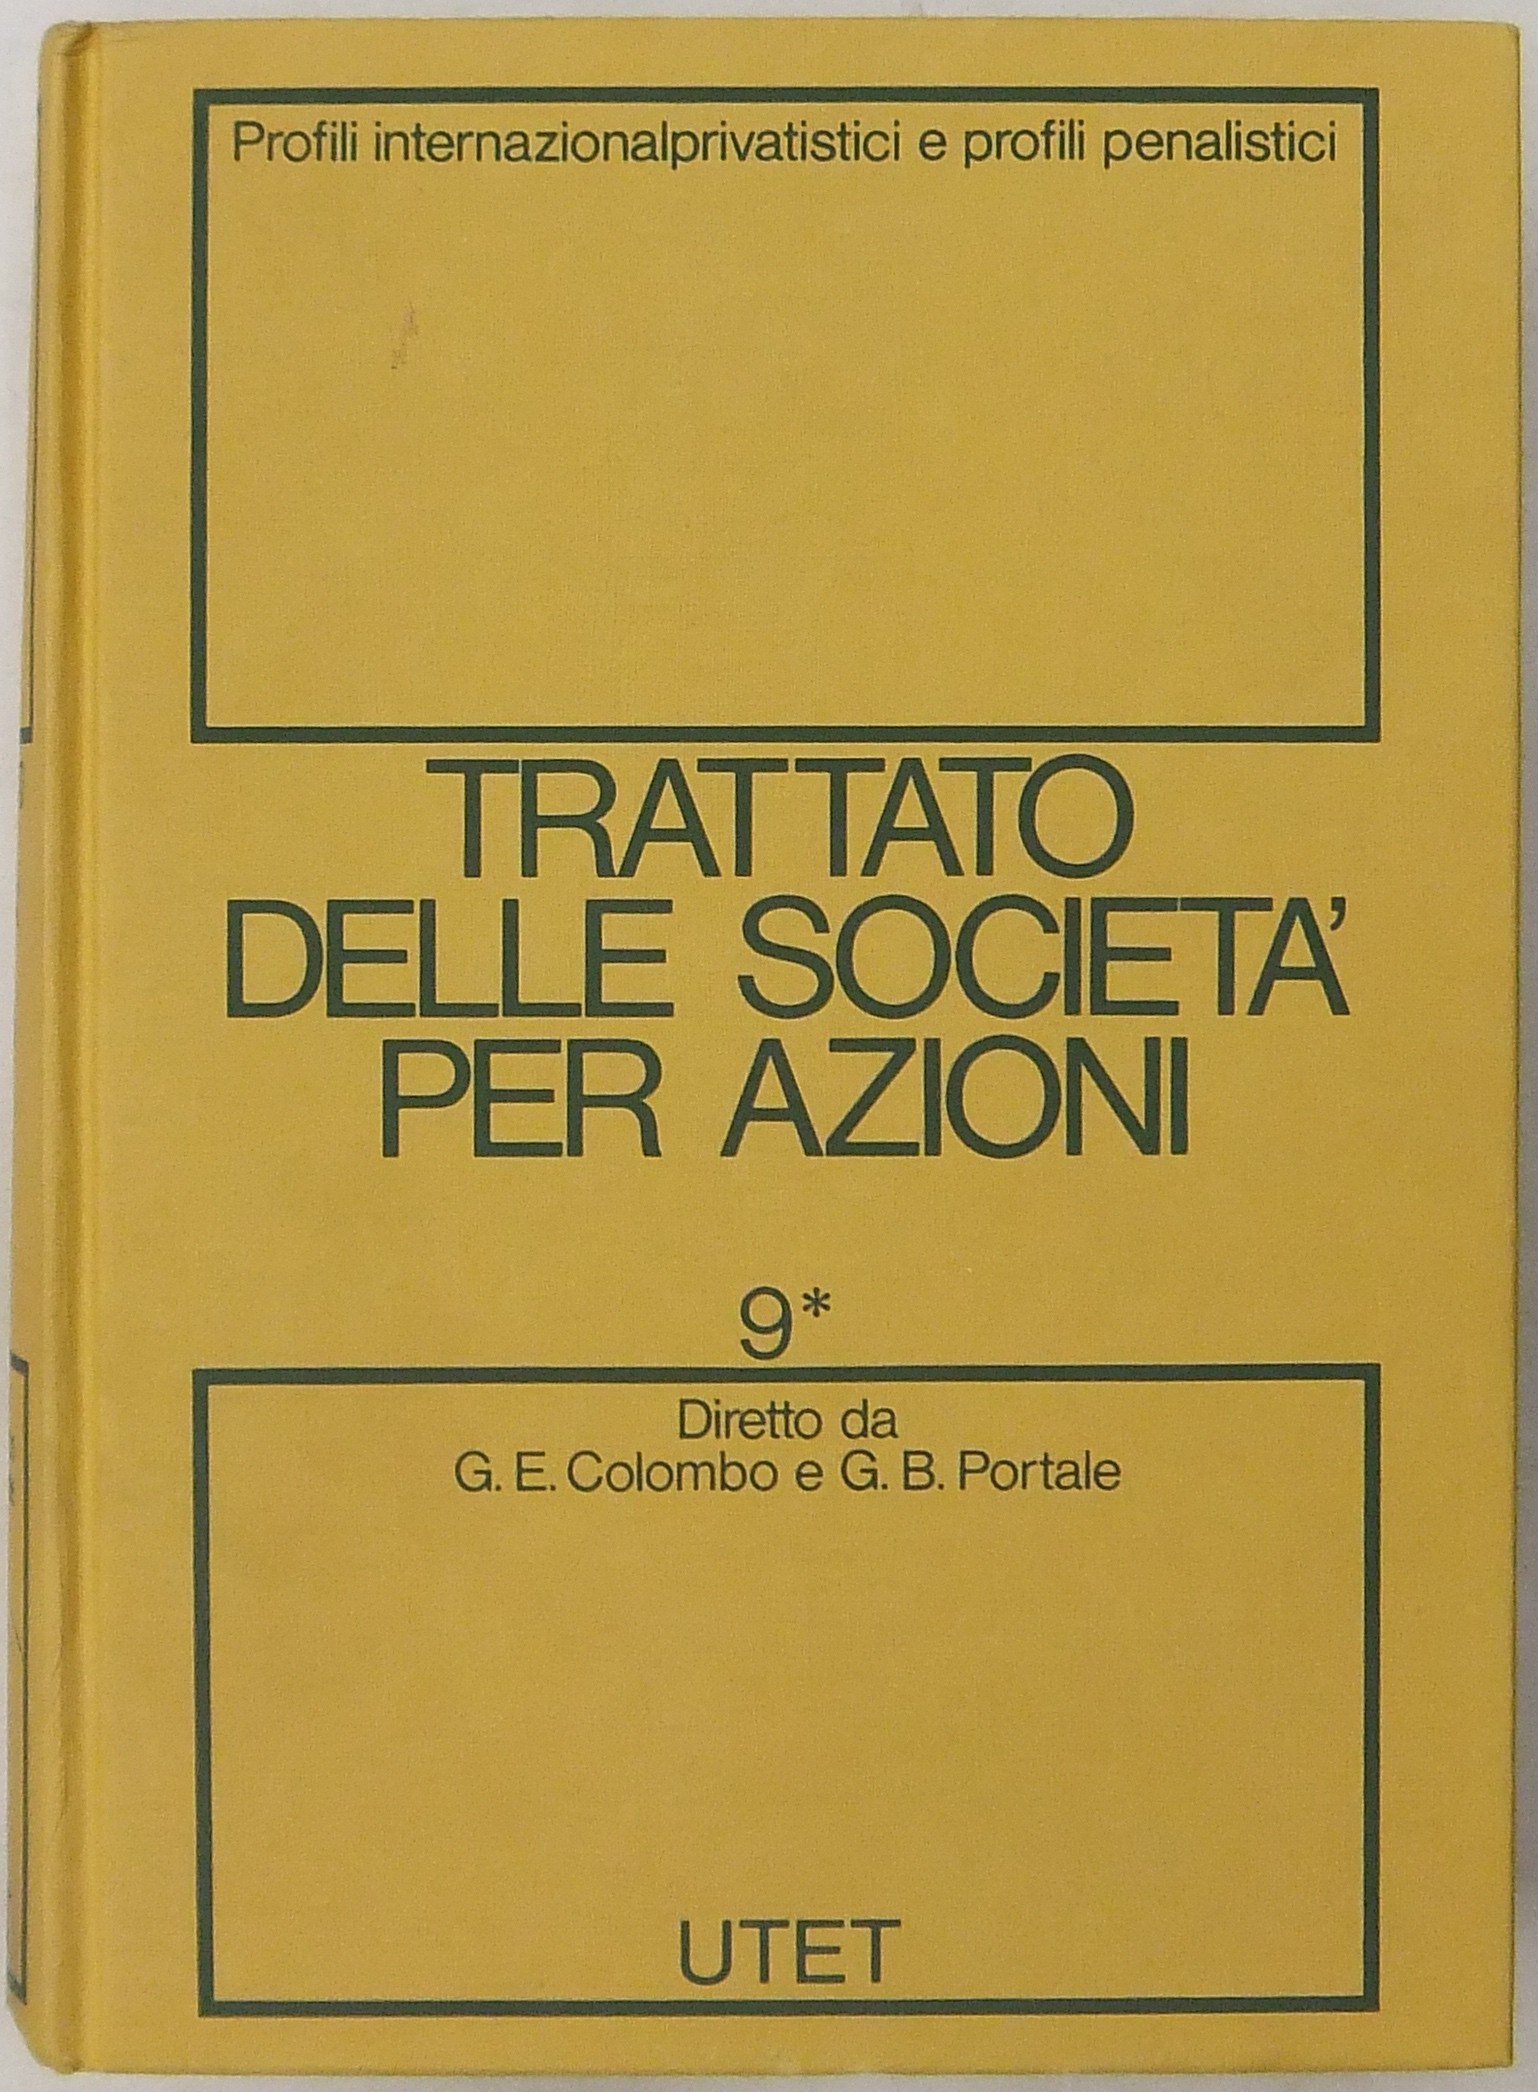 Profili internazionalprivatistici e profili penalistici
TRATTATO
DELLE SOCIETA'
PER AZIONI
9*
Diretto da
G. E. Colombo e G. B. Portale
UTET